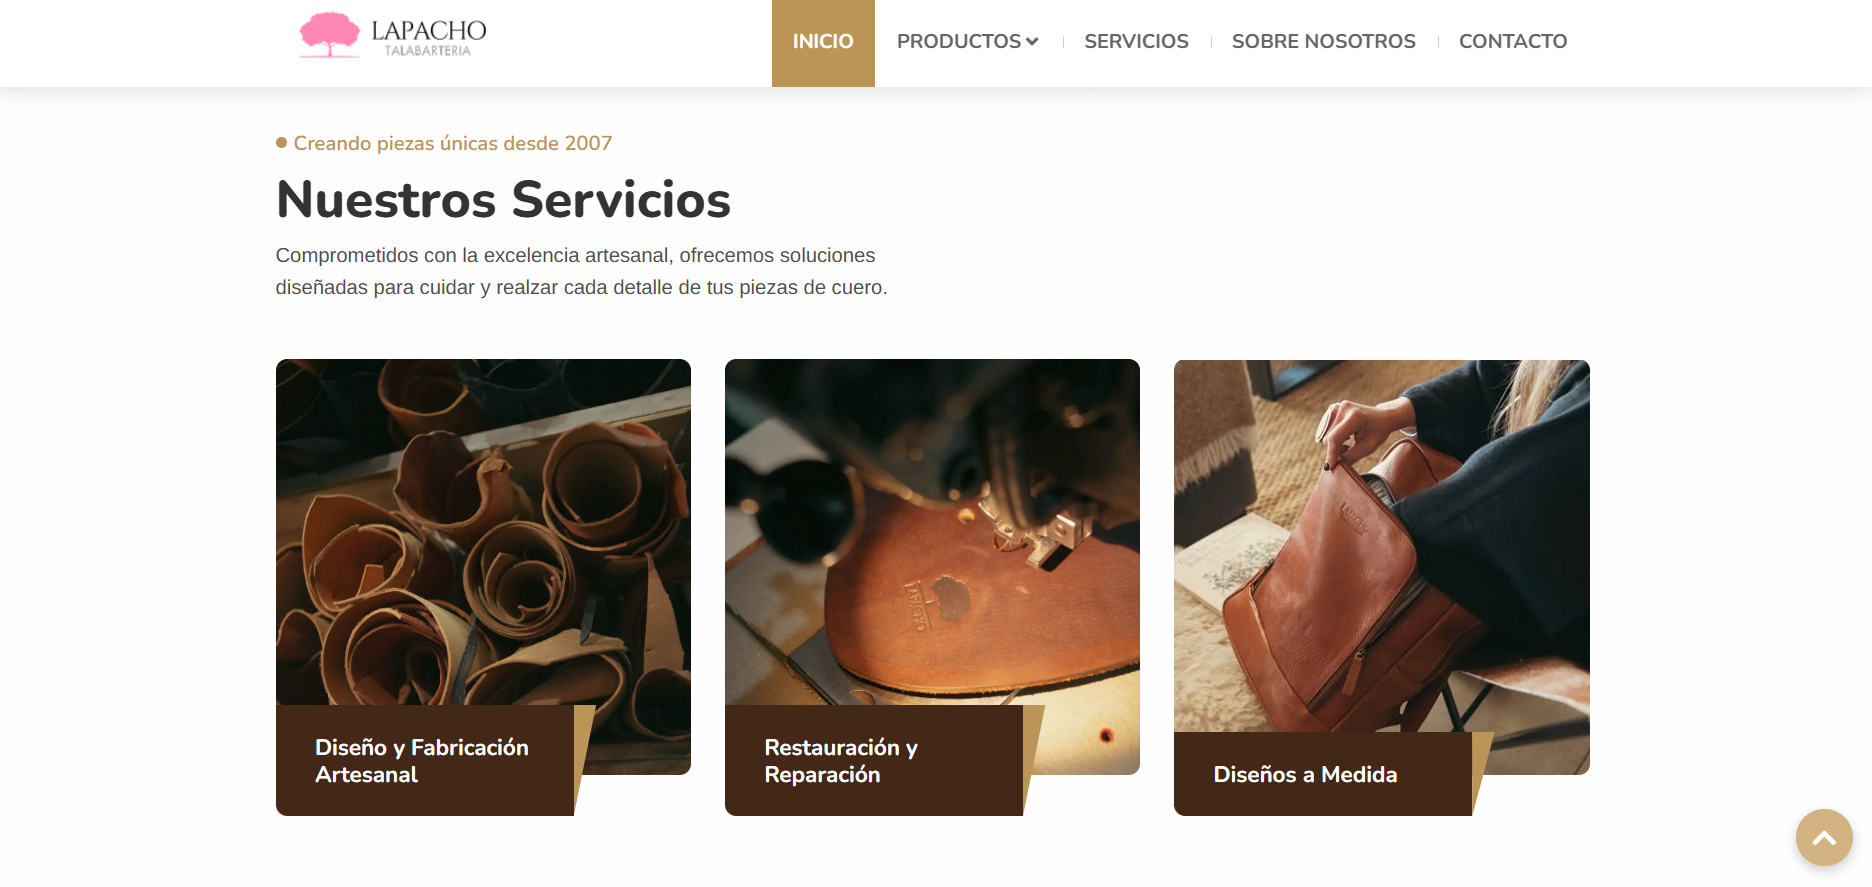 LAPACHO
TALABARTERIA
INICIO
PRODUCTOS
SERVICIOS
SOBRE NOSOTROS
CONTACTO
Creando piezas únicas desde 2007
Nuestros Servicios
Comprometidos con la excelencia artesanal, ofrecemos soluciones
diseñadas para cuidar y realzar cada detalle de tus piezas de cuero.
LAPACHO
LAPACHO
Diseño y Fabricación
Artesanal
Restauración y
Reparación
Diseños a Medida